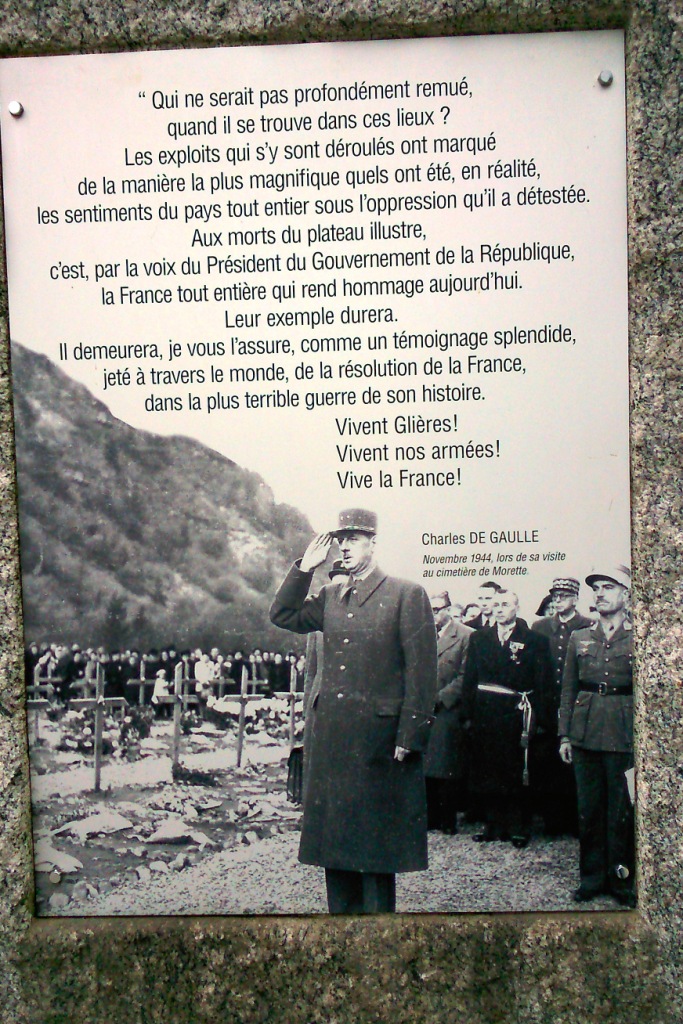 “ Qui ne serait pas profondément remué,
quand il se trouve dans ces lieux ?
Les exploits qui s’y sont déroulés ont marqué
de la manière la plus magnifique quels ont été, en réalité,
les sentiments du pays tout entier sous l’oppression qu’il a détestée.
Aux morts du plateau illustre,
c’est, par la voix du Président du Gouvernement de la République,
la France tout entière qui rend hommage aujourd’hui.
Leur exemple durera.
Il demeurera, je vous l’assure, comme un témoignage splendide,
jeté à travers le monde, de la résolution de la France,
dans la plus terrible guerre de son histoire.
Vivent Glières!
Vivent nos armées!
Vive la France!
Charles DE GAULLE
Novembre 1944, lors de sa visite
au cimetière de Morette.